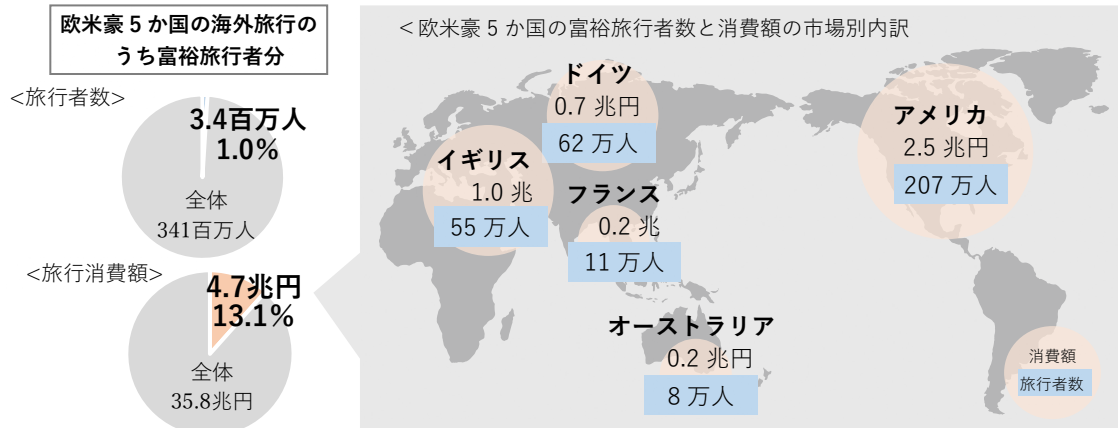 欧米豪 5 か国の海外旅行の
うち富裕旅行者分
<旅行者数>
3.4百万人
1.0%
全体
341百万人
<旅行消費額>
4.7兆円
13.1%
全体
35.8兆円
＜欧米豪 5 か国の富裕旅行者数と消費額の市場別内訳
ドイツ
0.7 兆円
62 万人
イギリス
1.0 兆
55 万人
フランス
0.2 兆
11 万人
アメリカ
2.5 兆円
207 万人
オーストラリア
0.2 兆円
8 万人
消費額
旅行者数